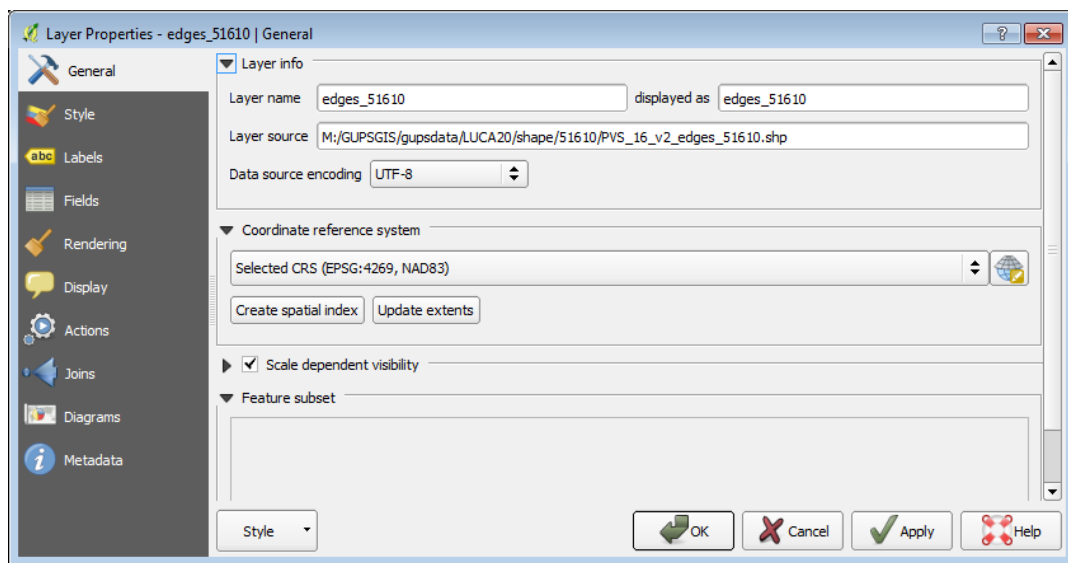 Layer Properties - edges_51610 | General
General
Style
abc Labels
Fields
Rendering
Display
Actions
Joins
Diagrams
Metadata
Layer info
Layer name edges_51610 displayed as edges_51610
Layer source M:/GUPSGIS/gupsdata/LUCA20/shape/51610/PVS_16_v2_edges_51610.shp
Data source encoding UTF-8
Coordinate reference system
Selected CRS (EPSG:4269, NAD83)
Create spatial index Update extents
Scale dependent visibility
Feature subset
Style OK Cancel Apply Help